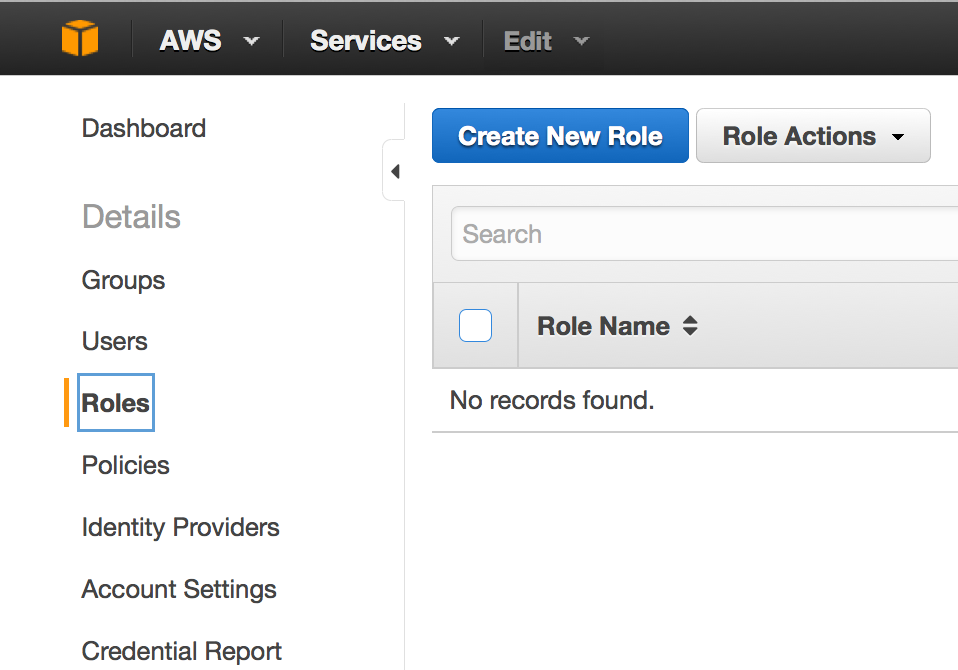 AWS Services Edit
Dashboard
Details
Groups
Users
Roles
Policies
Identity Providers
Account Settings
Credential Report
Create New Role Role Actions
Search
Role Name
No records found.